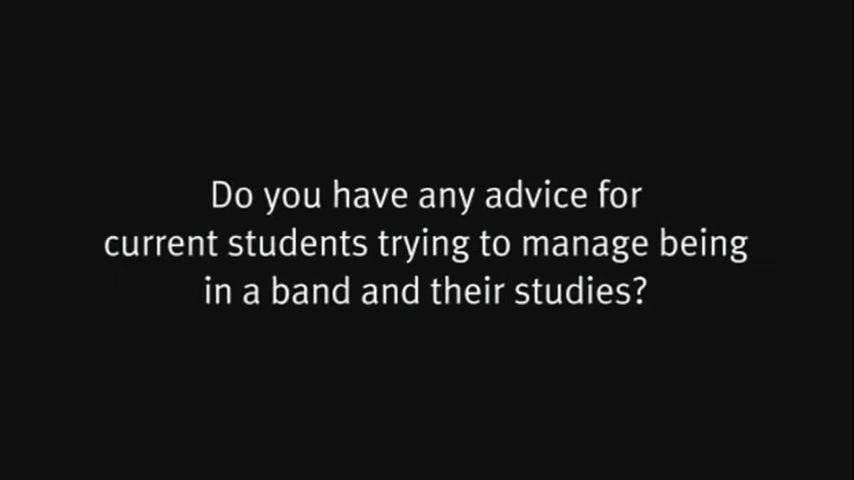 Do you have any advice for
current students trying to manage being
in a band and their studies?